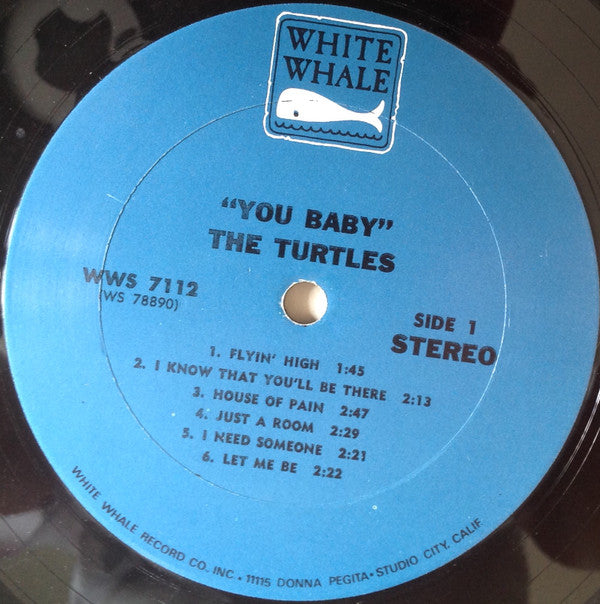 WHITE
WHALE
"YOU BABY"
THE TURTLES
WWS 7112
(WS 78890)
SIDE 1
STEREO
1. FLYIN' HIGH 1:45
2. I KNOW THAT YOU'LL BE THERE 2:13
3. HOUSE OF PAIN 2:47
4. JUST A ROOM 2:29
5. I NEED SOMEONE 2:21
6. LET ME BE 2:22
WHITE WHALE RECORD CO. INC. • 11115 DONNA PEGITA • STUDIO CITY, CALIF